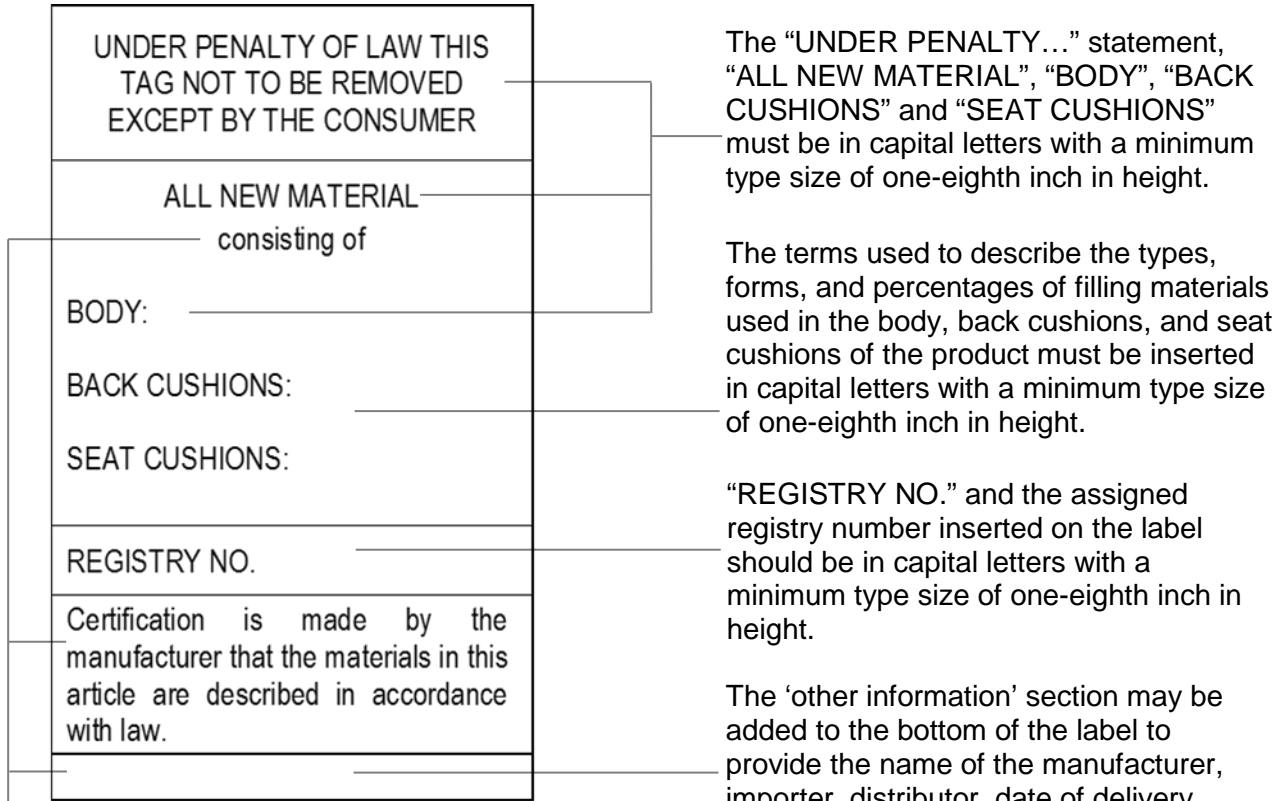 UNDER PENALTY OF LAW THIS
TAG NOT TO BE REMOVED
EXCEPT BY THE CONSUMER
ALL NEW MATERIAL
consisting of
BODY:
BACK CUSHIONS:
SEAT CUSHIONS:
REGISTRY NO.
Certification is made by the
manufacturer that the materials in this
article are described in accordance
with law.
The “UNDER PENALTY…” statement,
“ALL NEW MATERIAL”, “BODY”, “BACK
CUSHIONS” and “SEAT CUSHIONS”
must be in capital letters with a minimum
type size of one-eighth inch in height.
The terms used to describe the types,
forms, and percentages of filling materials
used in the body, back cushions, and seat
cushions of the product must be inserted
in capital letters with a minimum type size
of one-eighth inch in height.
“REGISTRY NO.” and the assigned
registry number inserted on the label
should be in capital letters with a
minimum type size of one-eighth inch in
height.
The ‘other information’ section may be
added to the bottom of the label to
provide the name of the manufacturer,
importer, distributor, date of delivery